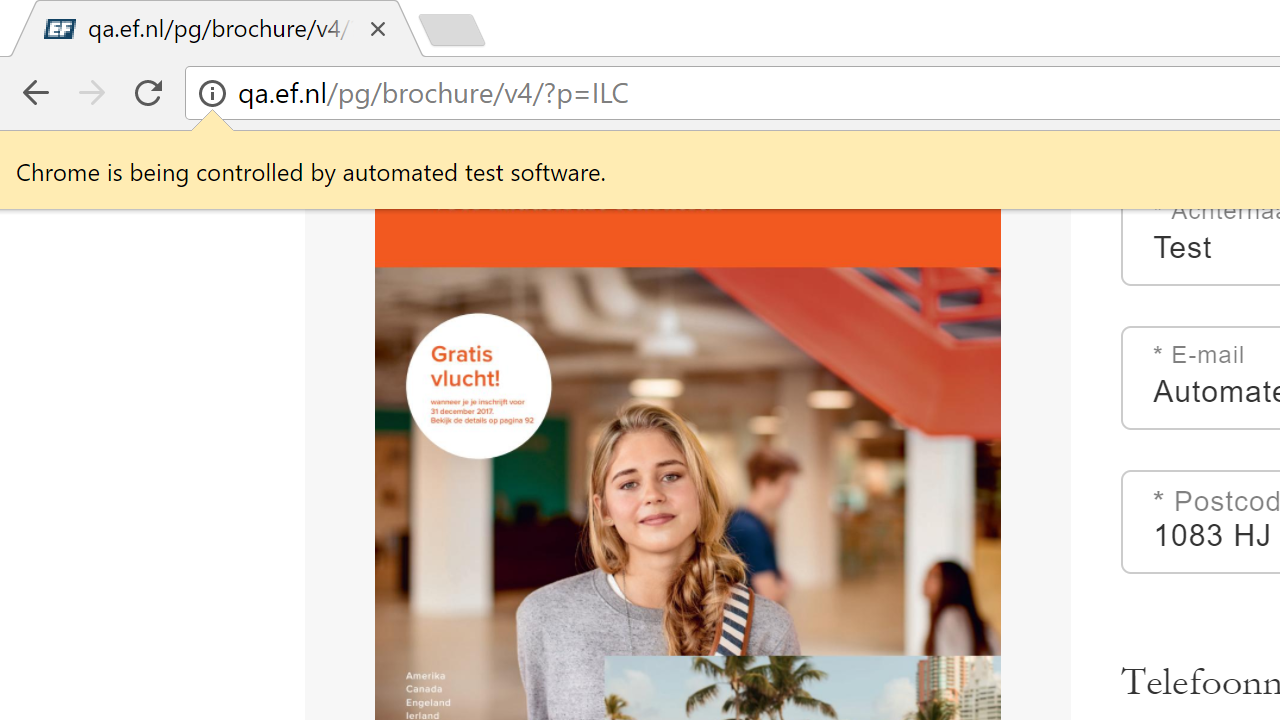 EF qa.ef.nl/pg/brochure/v4/
qa.ef.nl/pg/brochure/v4/?p=ILC
Chrome is being controlled by automated test software.
Gratis
vlucht!
wanneer je je inschrijft voor
31 december 2017.
Bekijk de details op pagina 92
Amerika
Canada
Engeland
Ierland
* Achternaa
Test
* E-mail
Automate
* Postcod
1083 HJ
Telefoonn